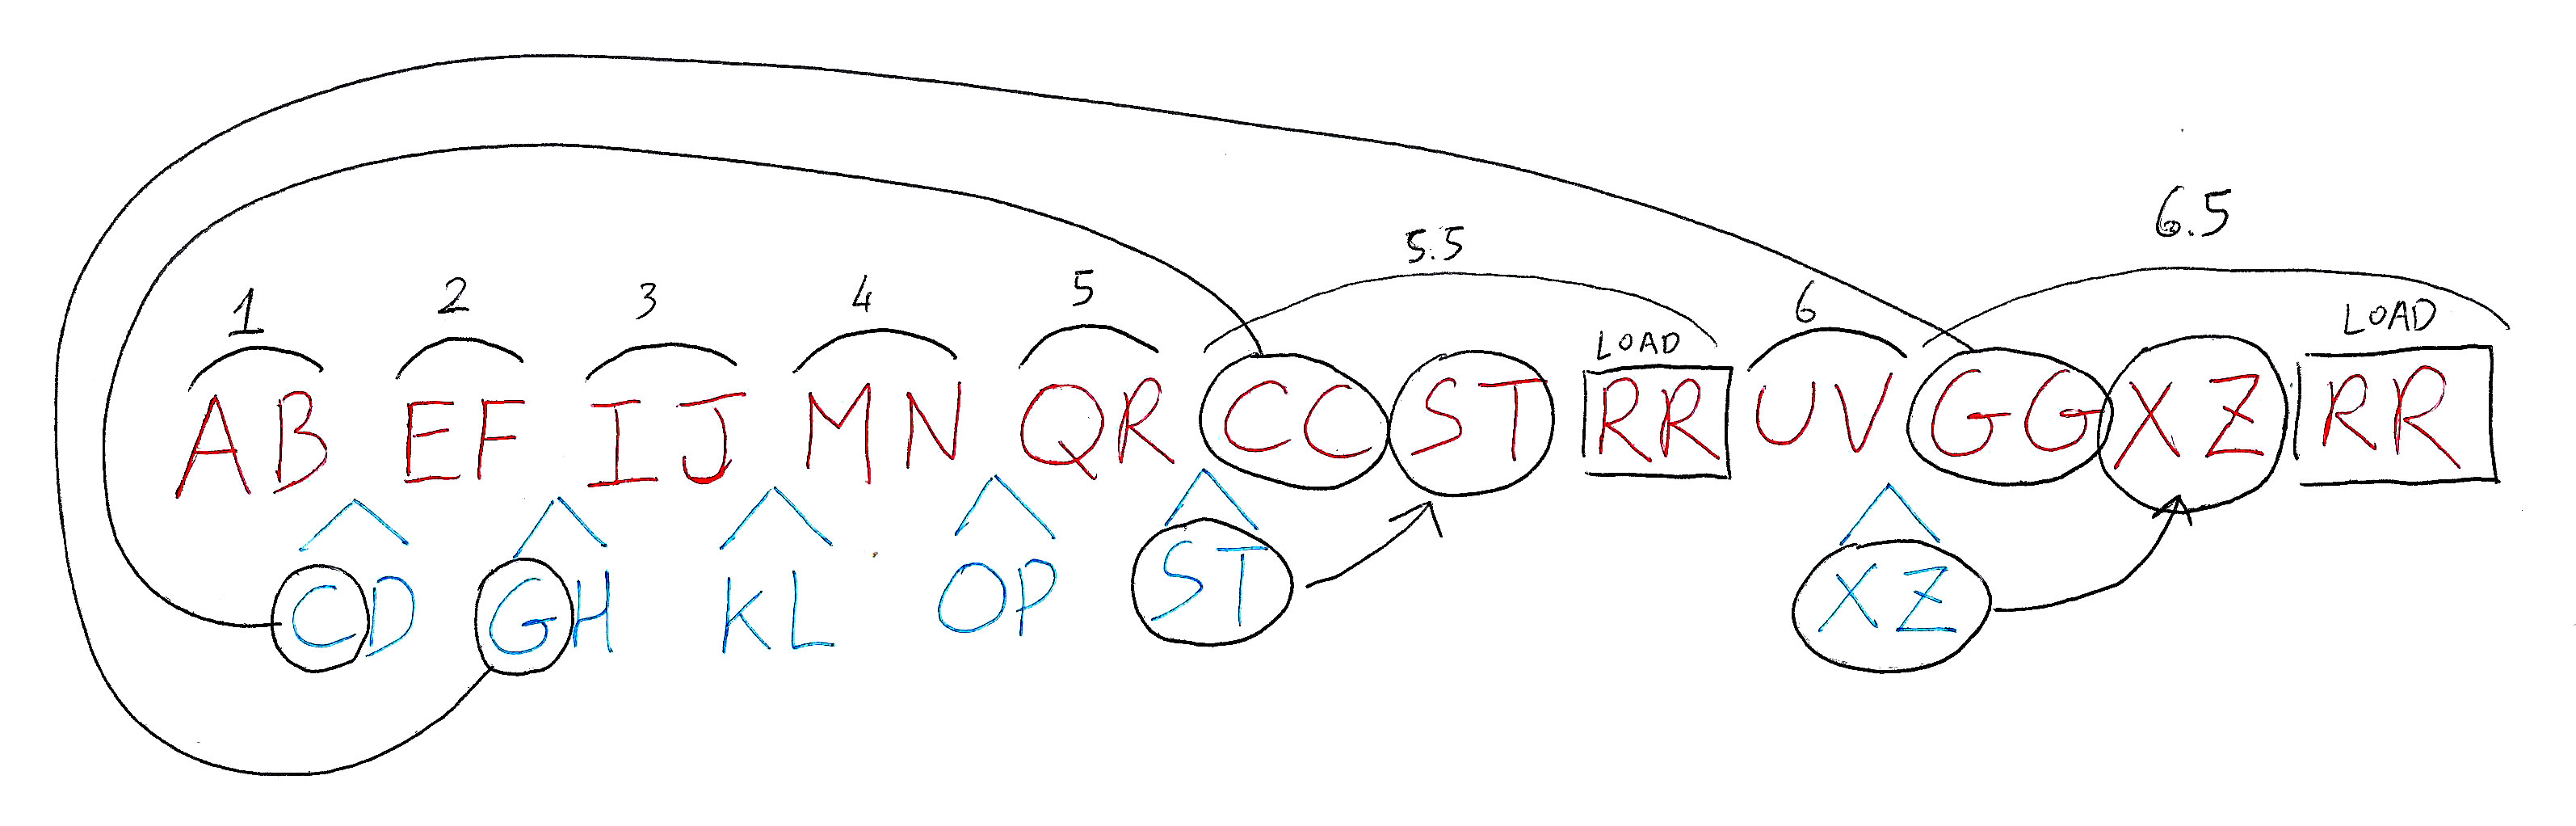 6.5
5.5
1 2 3 4 5 6
LOAD LOAD
AB EF IJ MN QR CC ST RR UV GG XZ RR
CD GH KL OP ST XZ